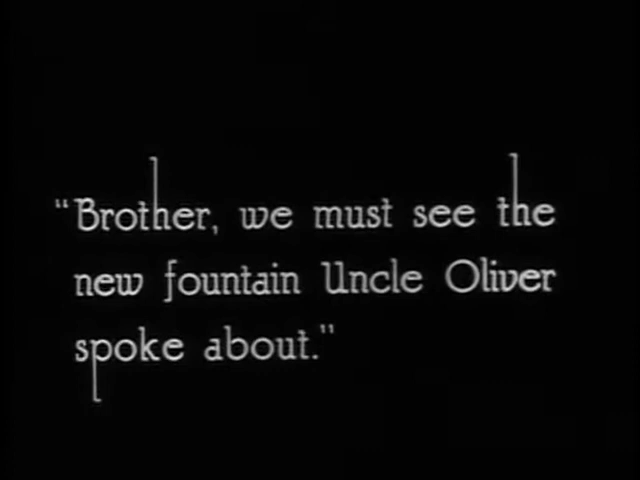 "Brother, we must see the
new fountain Uncle Oliver
spoke about."